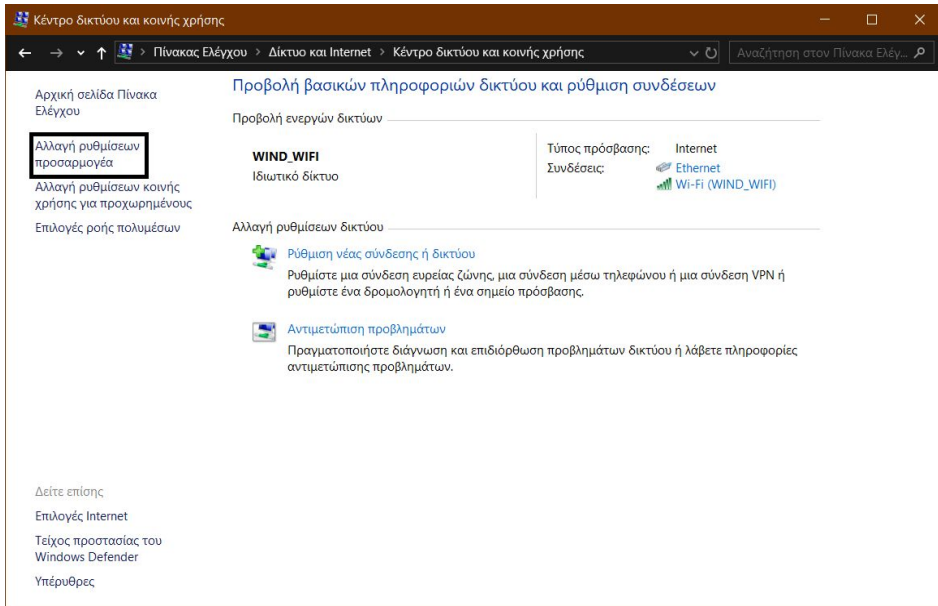 Κέντρο δικτύου και κοινής χρήσης
Πίνακας Ελέγχου > Δίκτυο και Internet > Κέντρο δικτύου και κοινής χρήσης
Αναζήτηση στον Πίνακα Ελέγ...
Αρχική σελίδα Πίνακα
Ελέγχου
Αλλαγή ρυθμίσεων
προσαρμογέα
Αλλαγή ρυθμίσεων κοινής
χρήσης για προχωρημένους
Επιλογές ροής πολυμέσων
Προβολή βασικών πληροφοριών δικτύου και ρύθμιση συνδέσεων
Προβολή ενεργών δικτύων
WIND_WIFI
Ιδιωτικό δίκτυο
Τύπος πρόσβασης: Internet
Συνδέσεις: Ethernet
Wi-Fi (WIND_WIFI)
Αλλαγή ρυθμίσεων δικτύου
Ρύθμιση νέας σύνδεσης ή δικτύου
Ρυθμίστε μια σύνδεση ευρείας ζώνης, μια σύνδεση μέσω τηλεφώνου ή μια σύνδεση VPN ή
ρυθμίστε ένα δρομολογητή ή ένα σημείο πρόσβασης.
Αντιμετώπιση προβλημάτων
Πραγματοποιήστε διάγνωση και επιδιόρθωση προβλημάτων δικτύου ή λάβετε πληροφορίες
αντιμετώπισης προβλημάτων.
Δείτε επίσης
Επιλογές Internet
Τείχος προστασίας του
Windows Defender
Υπέρυθρες